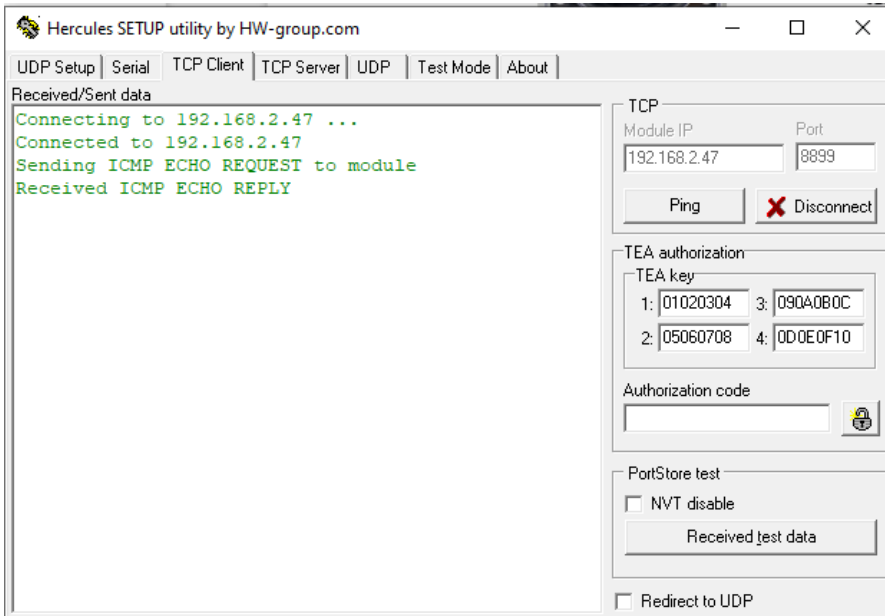 Hercules SETUP utility by HW-group.com
UDP Setup Serial TCP Client TCP Server UDP Test Mode About
Received/Sent data
Connecting to 192.168.2.47 ...
Connected to 192.168.2.47
Sending ICMP ECHO REQUEST to module
Received ICMP ECHO REPLY
TCP
Module IP Port
192.168.2.47 8899
Ping Disconnect
TEA authorization
TEA key
1: 01020304 3: 090A0B0C
2: 05060708 4: 0D0E0F10
Authorization code
PortStore test
NVT disable
Received test data
Redirect to UDP